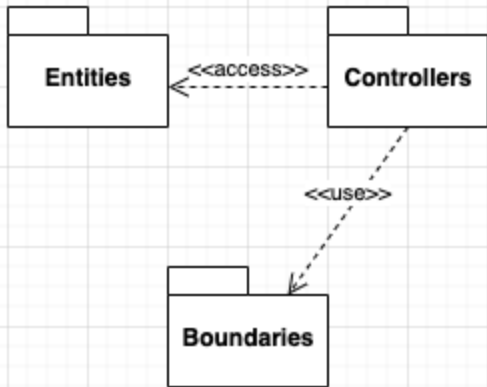 Entities
<<access>>
Controllers
<<use>>
Boundaries